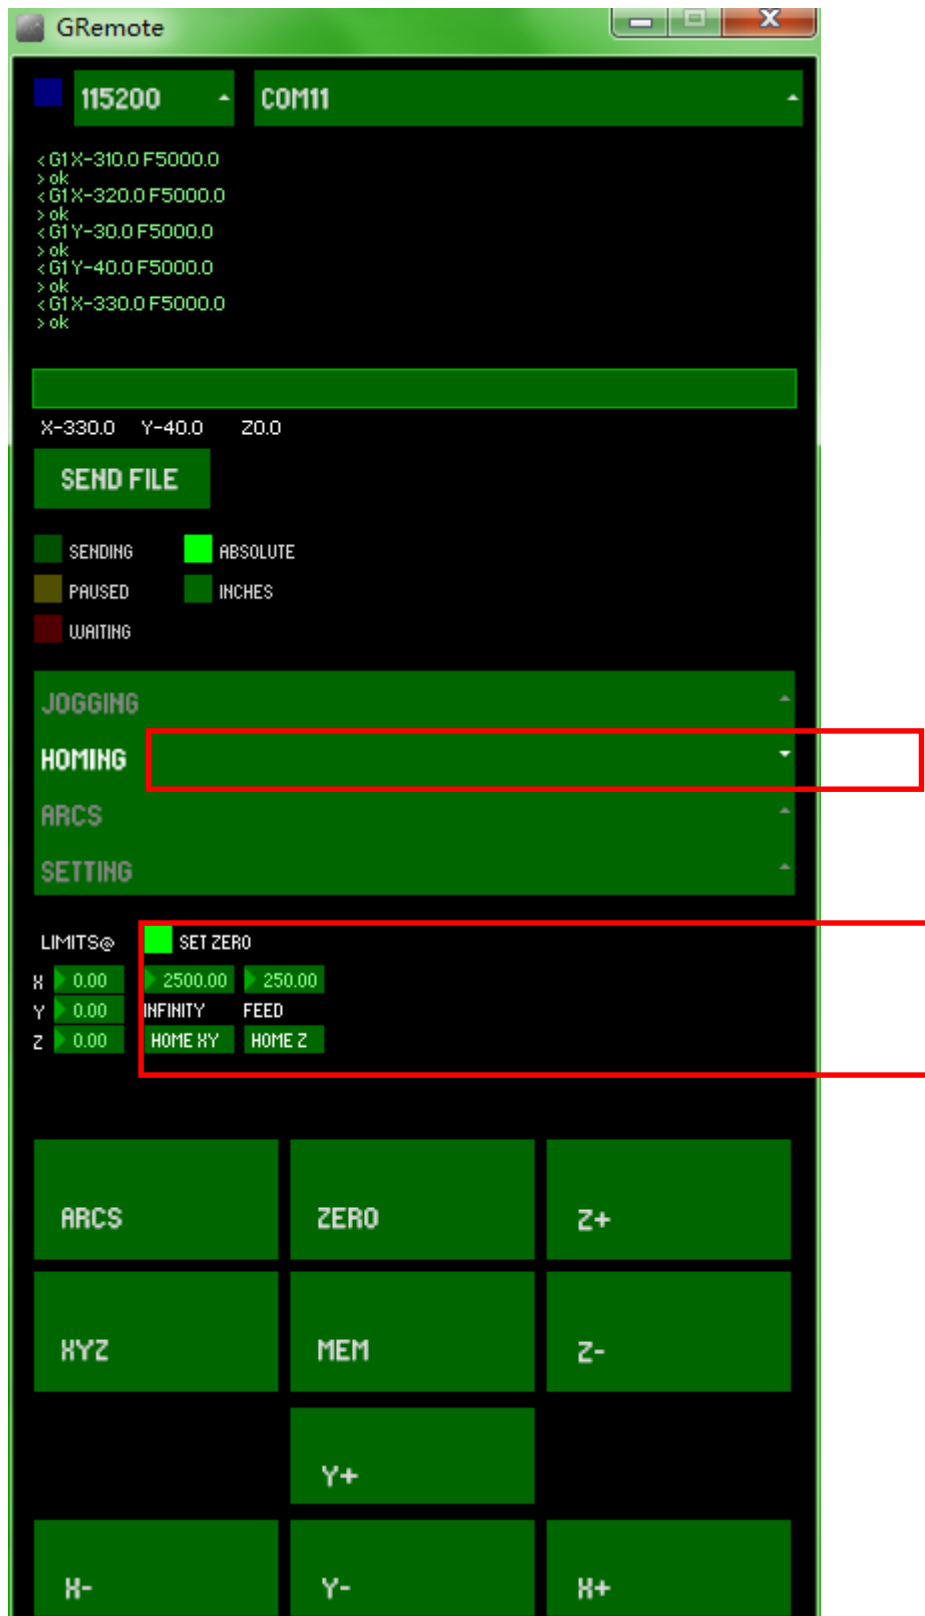 GRemote
115200 COM11
< G1 X-310.0 F5000.0
> ok
< G1 X-320.0 F5000.0
> ok
< G1 Y-30.0 F5000.0
> ok
< G1 Y-40.0 F5000.0
> ok
< G1 X-330.0 F5000.0
> ok
X-330.0 Y-40.0 Z0.0
SEND FILE
SENDING ABSOLUTE
PAUSED INCHES
WAITING
JOGGING
HOMING
ARCS
SETTING
LIMITS@ SET ZERO
X 0.00 2500.00 250.00
Y 0.00 INFINITY FEED
Z 0.00 HOME XY HOME Z
ARCS ZERO Z+
XYZ MEM Z-
Y+
X- Y- X+